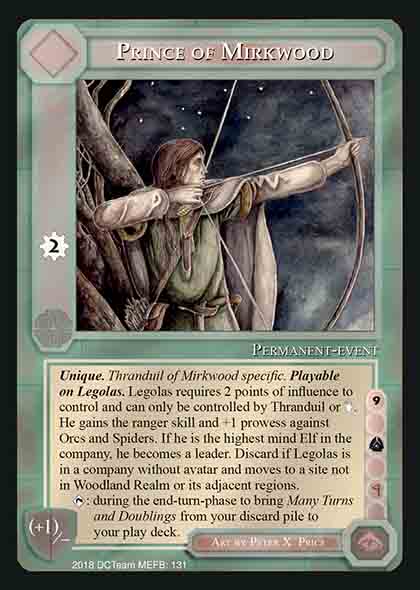 Prince of Mirkwood
2
Permanent-event
Unique. Thranduil of Mirkwood specific. Playable
on Legolas. Legolas requires 2 points of influence to
control and can only be controlled by Thranduil or
He gains the ranger skill and +1 prowess against
Orcs and Spiders. If he is the highest mind Elf in the
company, he becomes a leader. Discard if Legolas is
in a company without avatar and moves to a site not
in Woodland Realm or its adjacent regions.
: during the end-turn-phase to bring Many Turns
and Doublings from your discard pile to
your play deck.
(+1)/–
Art by Peter X. Price
2018 DCTeam MEFB: 131